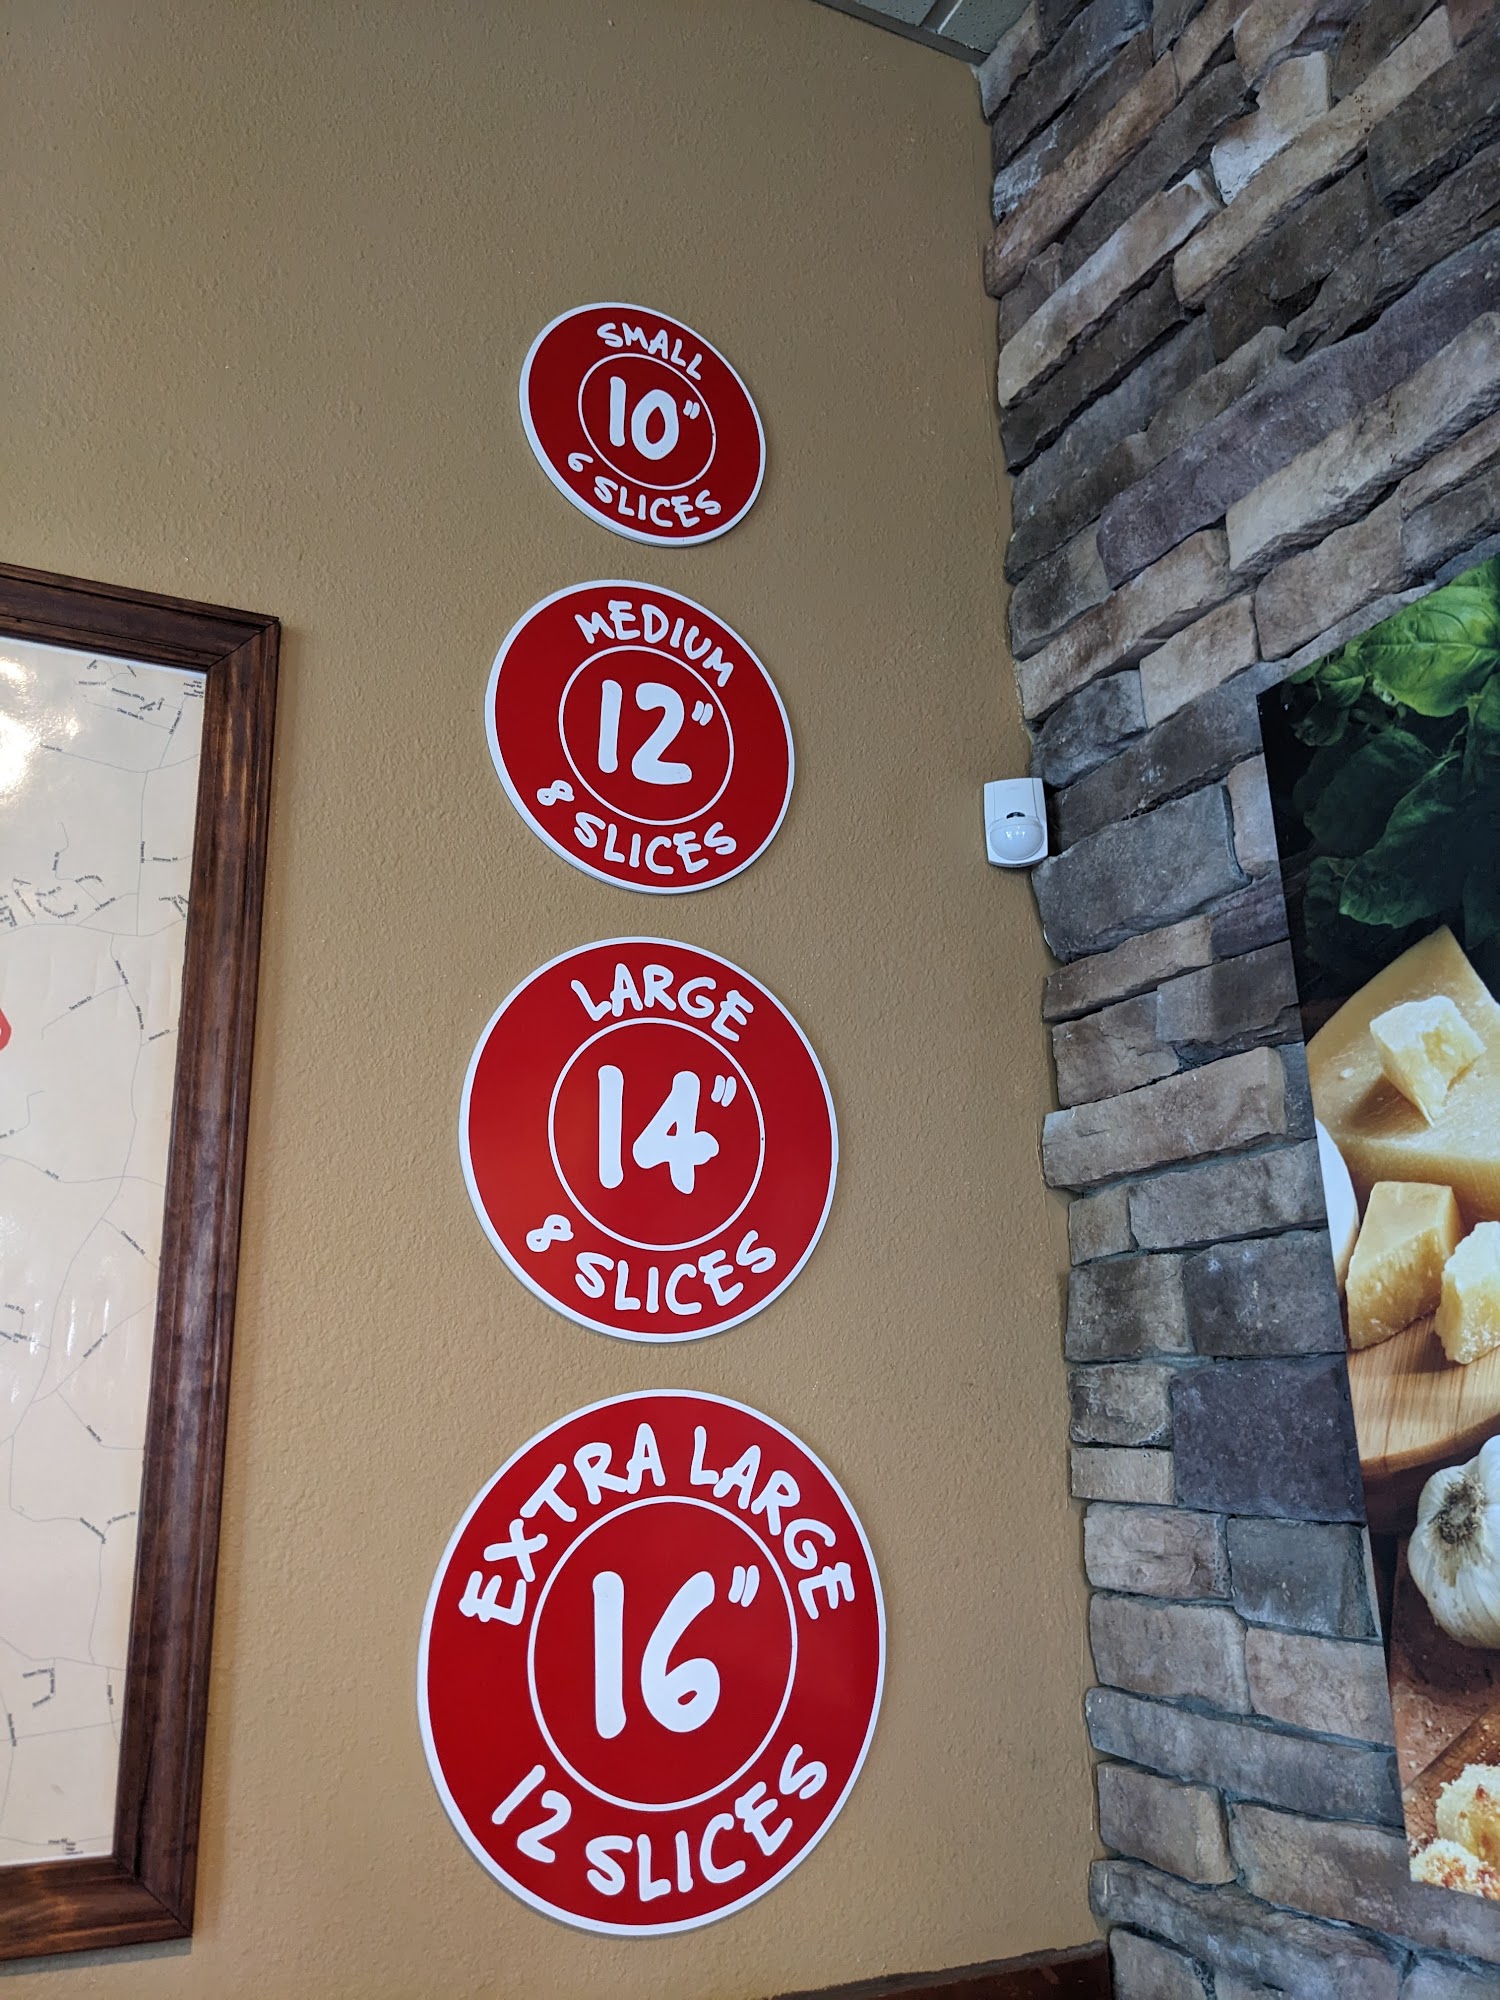 SMALL
10"
6 SLICES
MEDIUM
12"
8 SLICES
LARGE
14"
8 SLICES
EXTRA LARGE
16"
12 SLICES